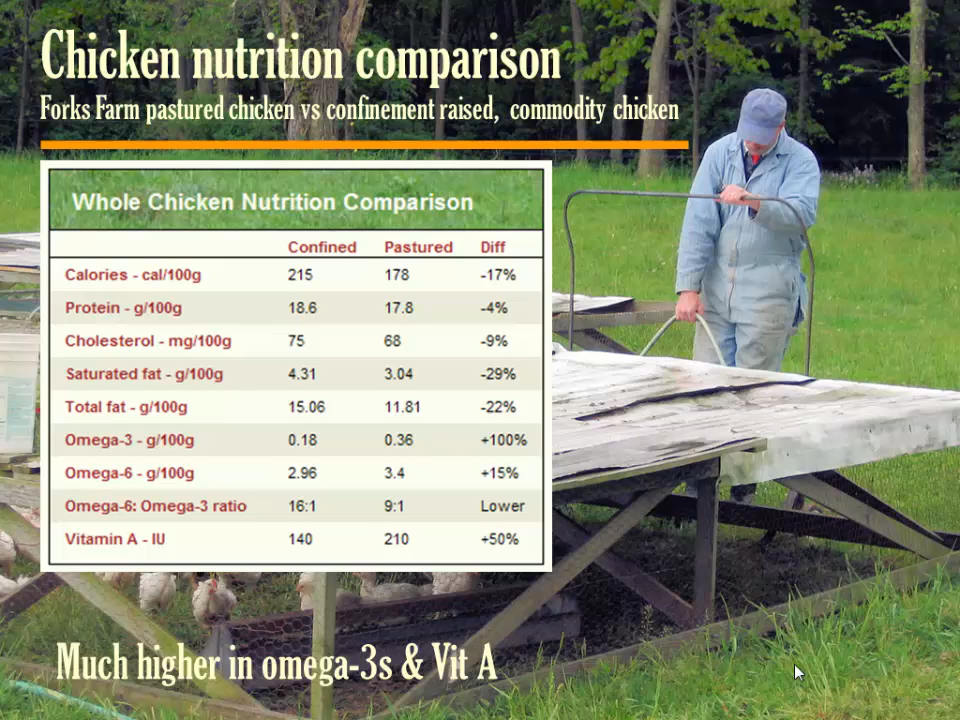 Chicken nutrition comparison
Forks Farm pastured chicken vs confinement raised, commodity chicken
Whole Chicken Nutrition Comparison
Confined Pastured Diff
Calories - cal/100g 215 178 -17%
Protein - g/100g 18.6 17.8 -4%
Cholesterol - mg/100g 75 68 -9%
Saturated fat - g/100g 4.31 3.04 -29%
Total fat - g/100g 15.06 11.81 -22%
Omega-3 - g/100g 0.18 0.36 +100%
Omega-6 - g/100g 2.96 3.4 +15%
Omega-6: Omega-3 ratio 16:1 9:1 Lower
Vitamin A - IU 140 210 +50%
Much higher in omega-3s & Vit A